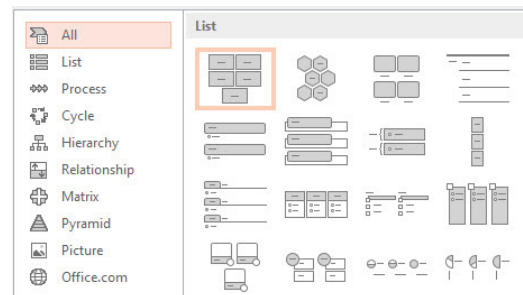 All
List
Process
Cycle
Hierarchy
Relationship
Matrix
Pyramid
Picture
Office.com
List